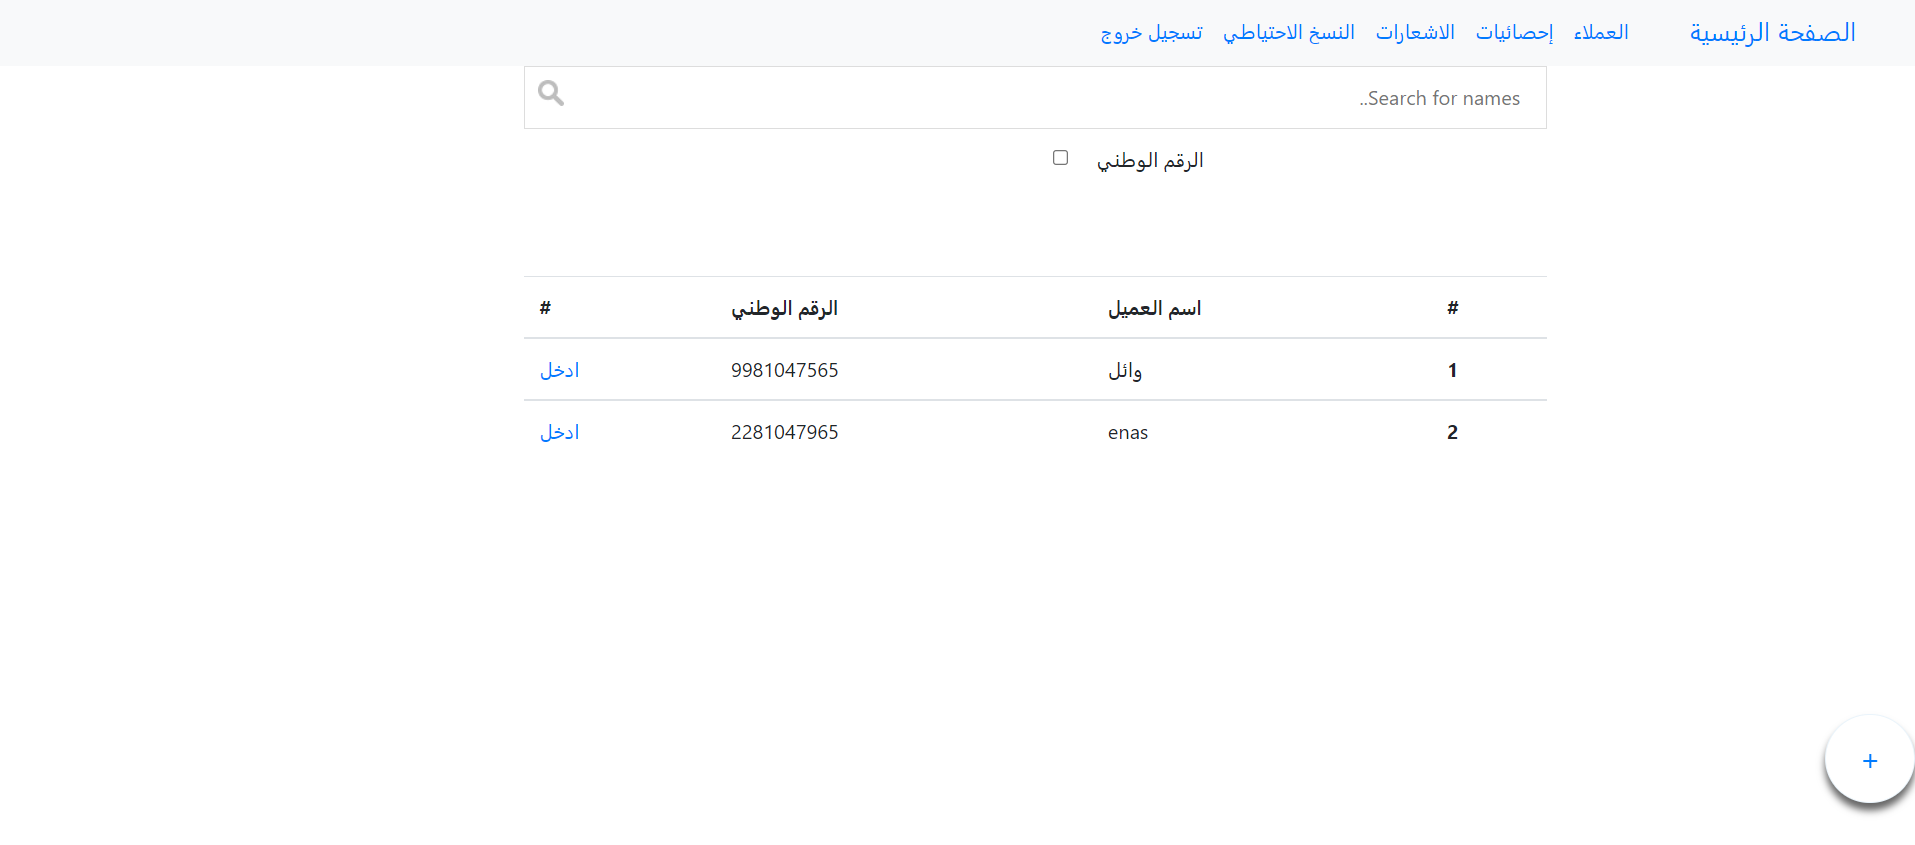 الصفحة الرئيسية العملاء إحصائيات الاشعارات النسخ الاحتياطي تسجيل خروج
..Search for names
الرقم الوطني
# اسم العميل الرقم الوطني #
1 وائل 9981047565 ادخل
2 enas 2281047965 ادخل
+